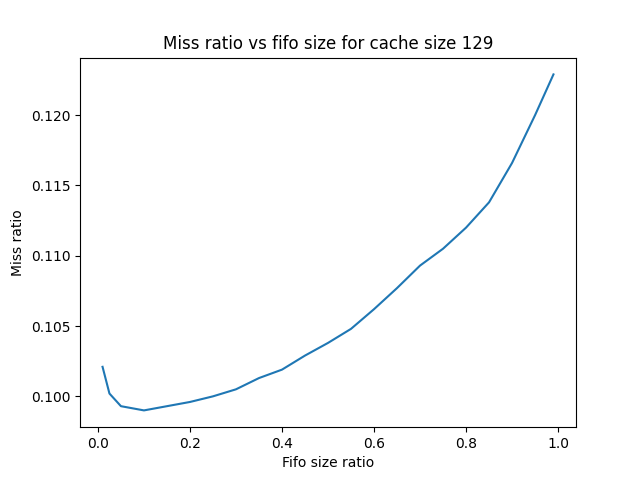 Miss ratio vs fifo size for cache size 129
0.120
0.115
0.110
0.105
0.100
Miss ratio
0.0 0.2 0.4 0.6 0.8 1.0
Fifo size ratio